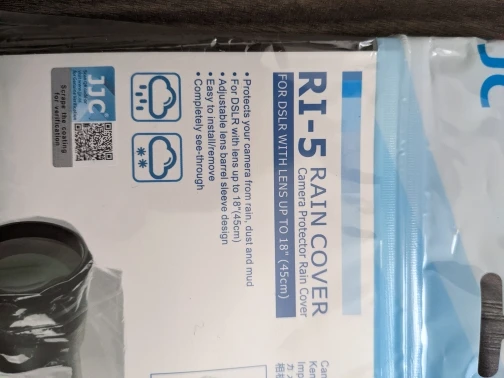 JC
RI-5 RAIN COVER
Camera Protector Rain Cover
FOR DSLR WITH LENS UP TO 18" (45cm)
• Protects your camera from rain, dust and mud
• For DSLR with lens up to 18"(45cm)
• Adjustable lens barrel sleeve design
• Easy to install/remove
• Completely see-through
JJC
Scrape the coating
for verification